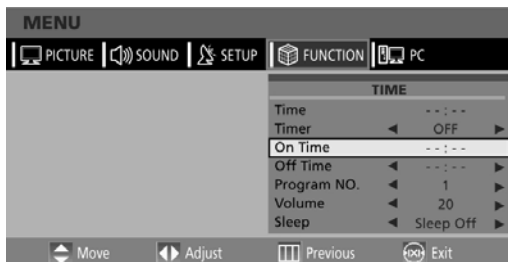 MENU
PICTURE SOUND SETUP FUNCTION PC
TIME
Time --:--
Timer ◀ OFF ▶
On Time --:--
Off Time ◀ --:-- ▶
Program NO. ◀ 1 ▶
Volume ◀ 20 ▶
Sleep ◀ Sleep Off ▶
Move Adjust Previous EXIT Exit